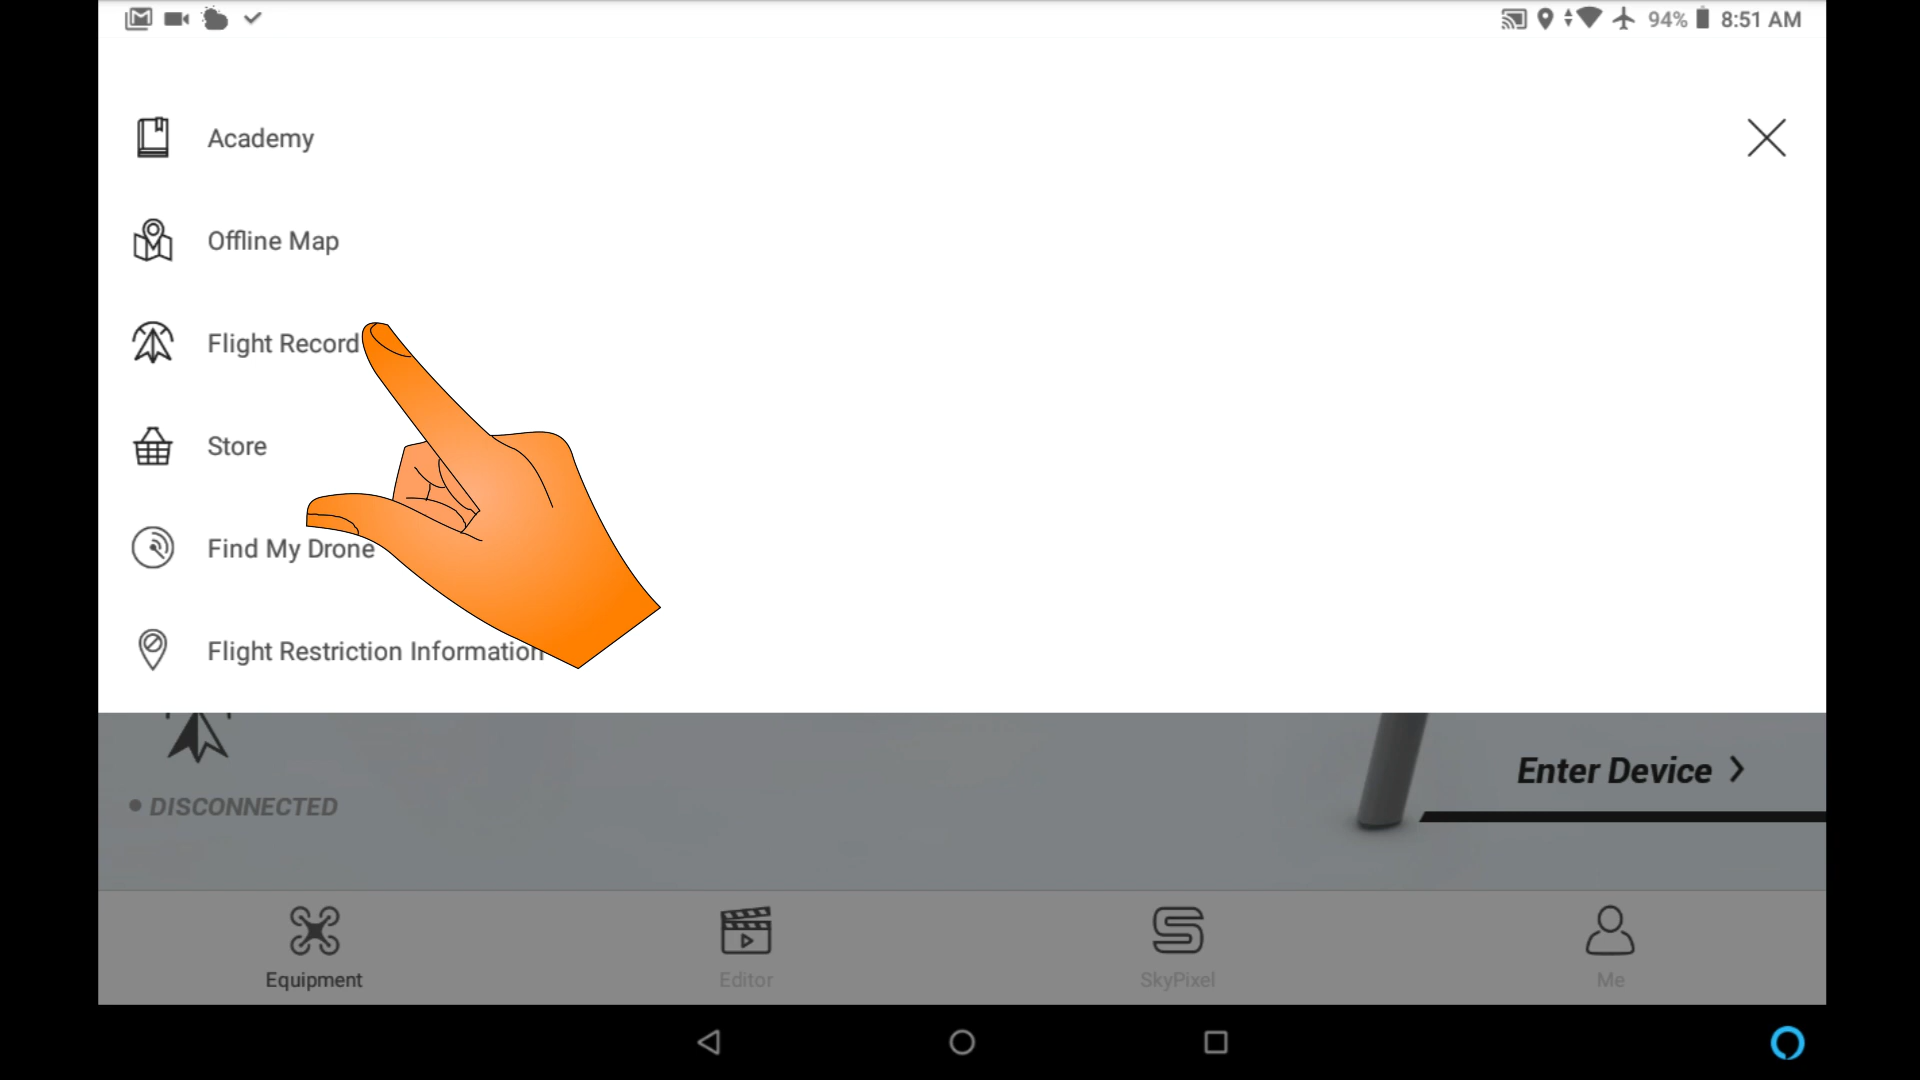 94% 8:51 AM
Academy
Offline Map
Flight Record
Store
Find My Drone
Flight Restriction Information
DISCONNECTED
Enter Device
Equipment
Editor
SkyPixel
Me